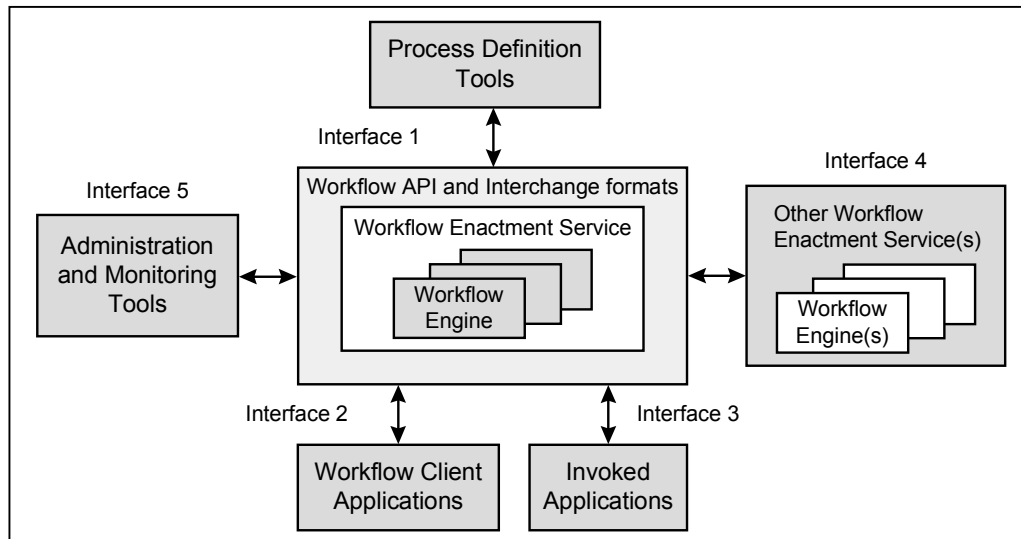 Process Definition
Tools
Interface 1
Interface 4
Interface 5
Workflow API and Interchange formats
Workflow Enactment Service
Workflow
Engine
Administration
and Monitoring
Tools
Other Workflow
Enactment Service(s)
Workflow
Engine(s)
Interface 2
Interface 3
Workflow Client
Applications
Invoked
Applications